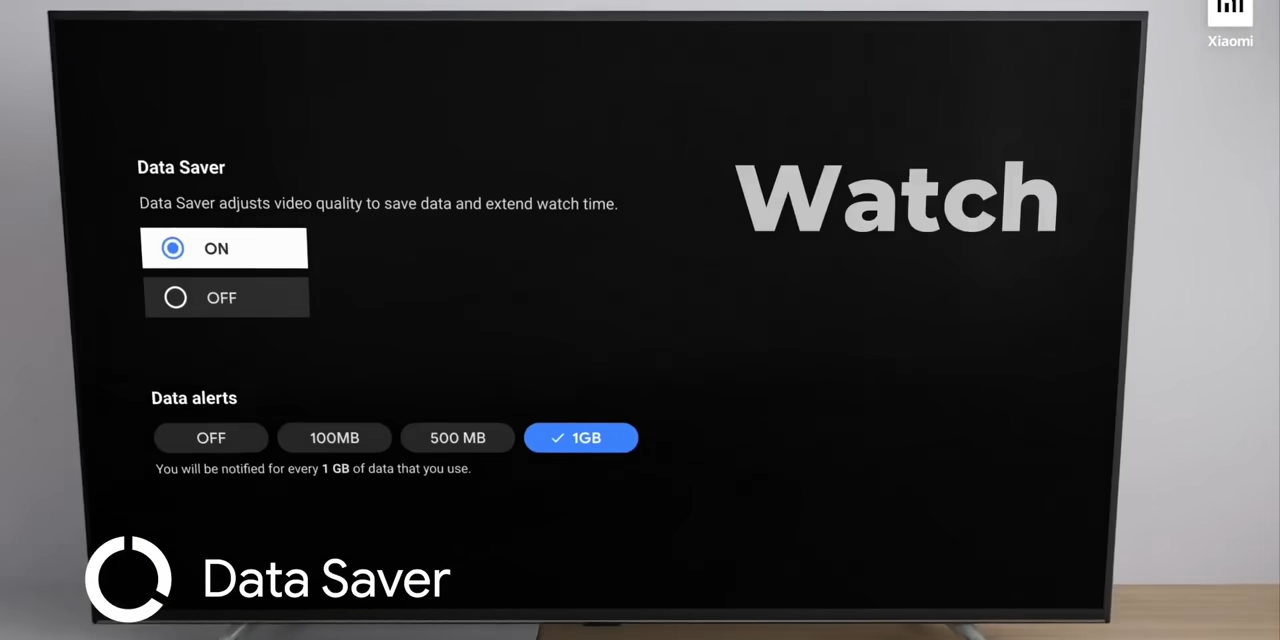 Xiaomi
Data Saver
Data Saver adjusts video quality to save data and extend watch time.
Watch
ON
OFF
Data alerts
OFF
100MB
500 MB
1GB
You will be notified for every 1 GB of data that you use.
Data Saver